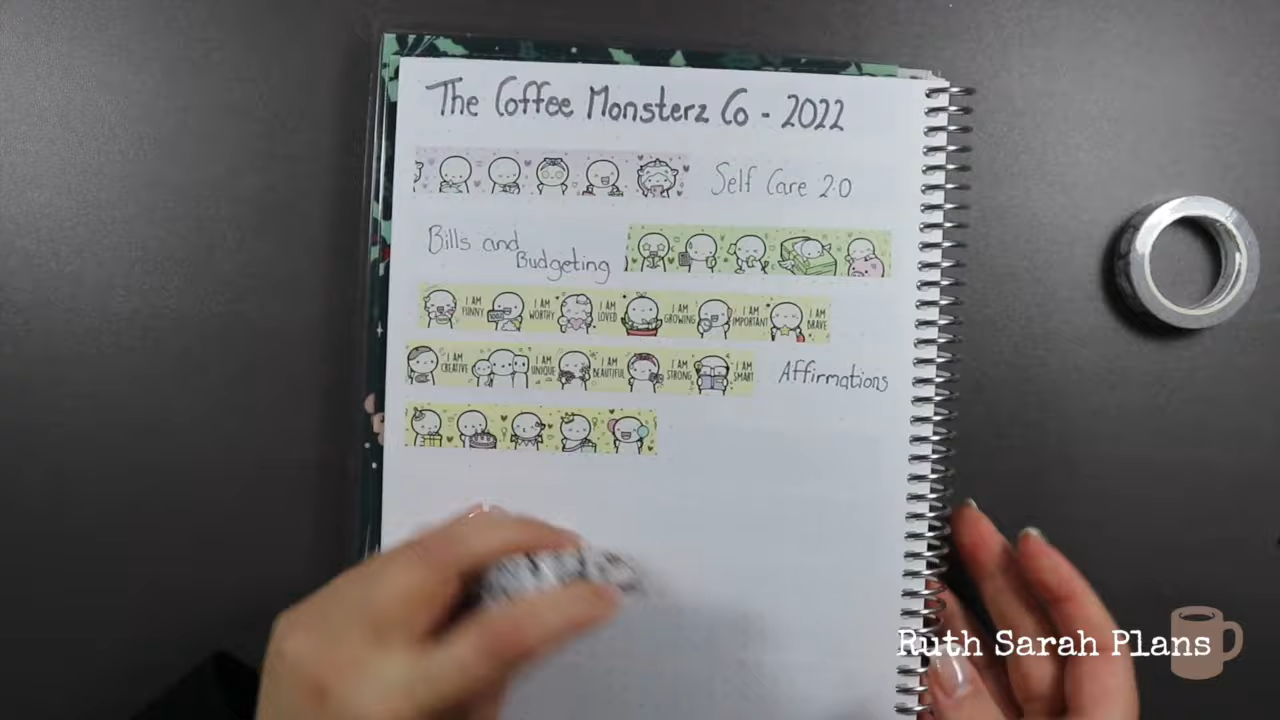 The Coffee Monsterz Co - 2022
Self Care 2.0
Bills and
Budgeting
I AM FUNNY I AM WORTHY I AM LOVED I AM GROWING I AM IMPORTANT I AM BRAVE
I AM CREATIVE I AM UNIQUE I AM BEAUTIFUL I AM STRONG I AM SMART
Affirmations
Ruth Sarah Plans